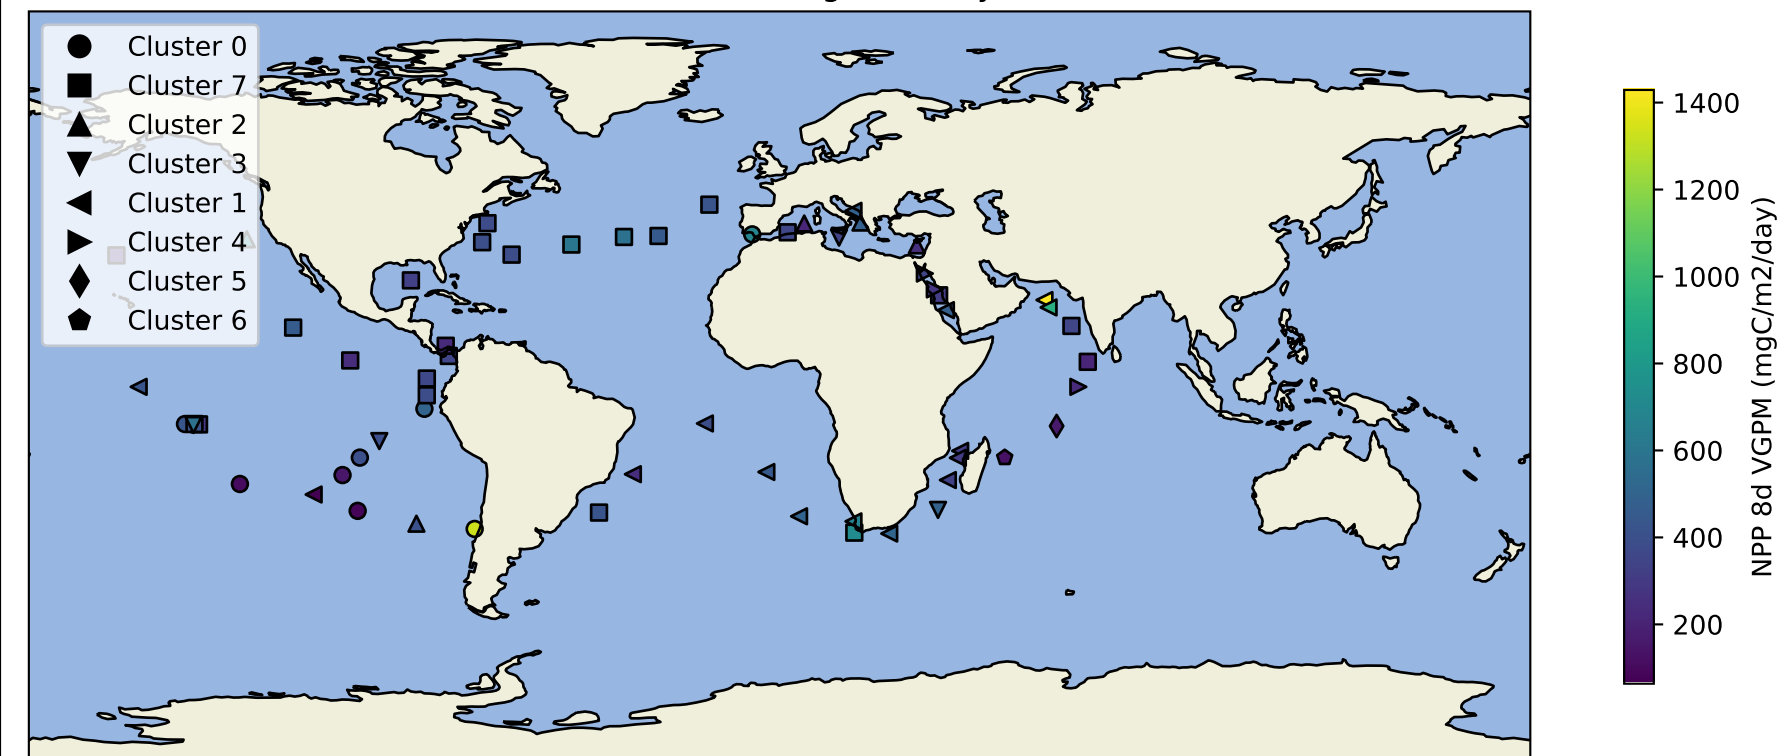 Cluster 0
Cluster 7
Cluster 2
Cluster 3
Cluster 1
Cluster 4
Cluster 5
Cluster 6
1400
1200
1000
800
600
400
200
NPP 8d VGPM (mgC/m2/day)